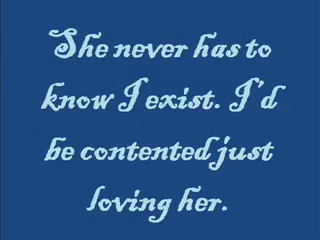 She never has to
know I exist. I'd
be contented just
loving her.